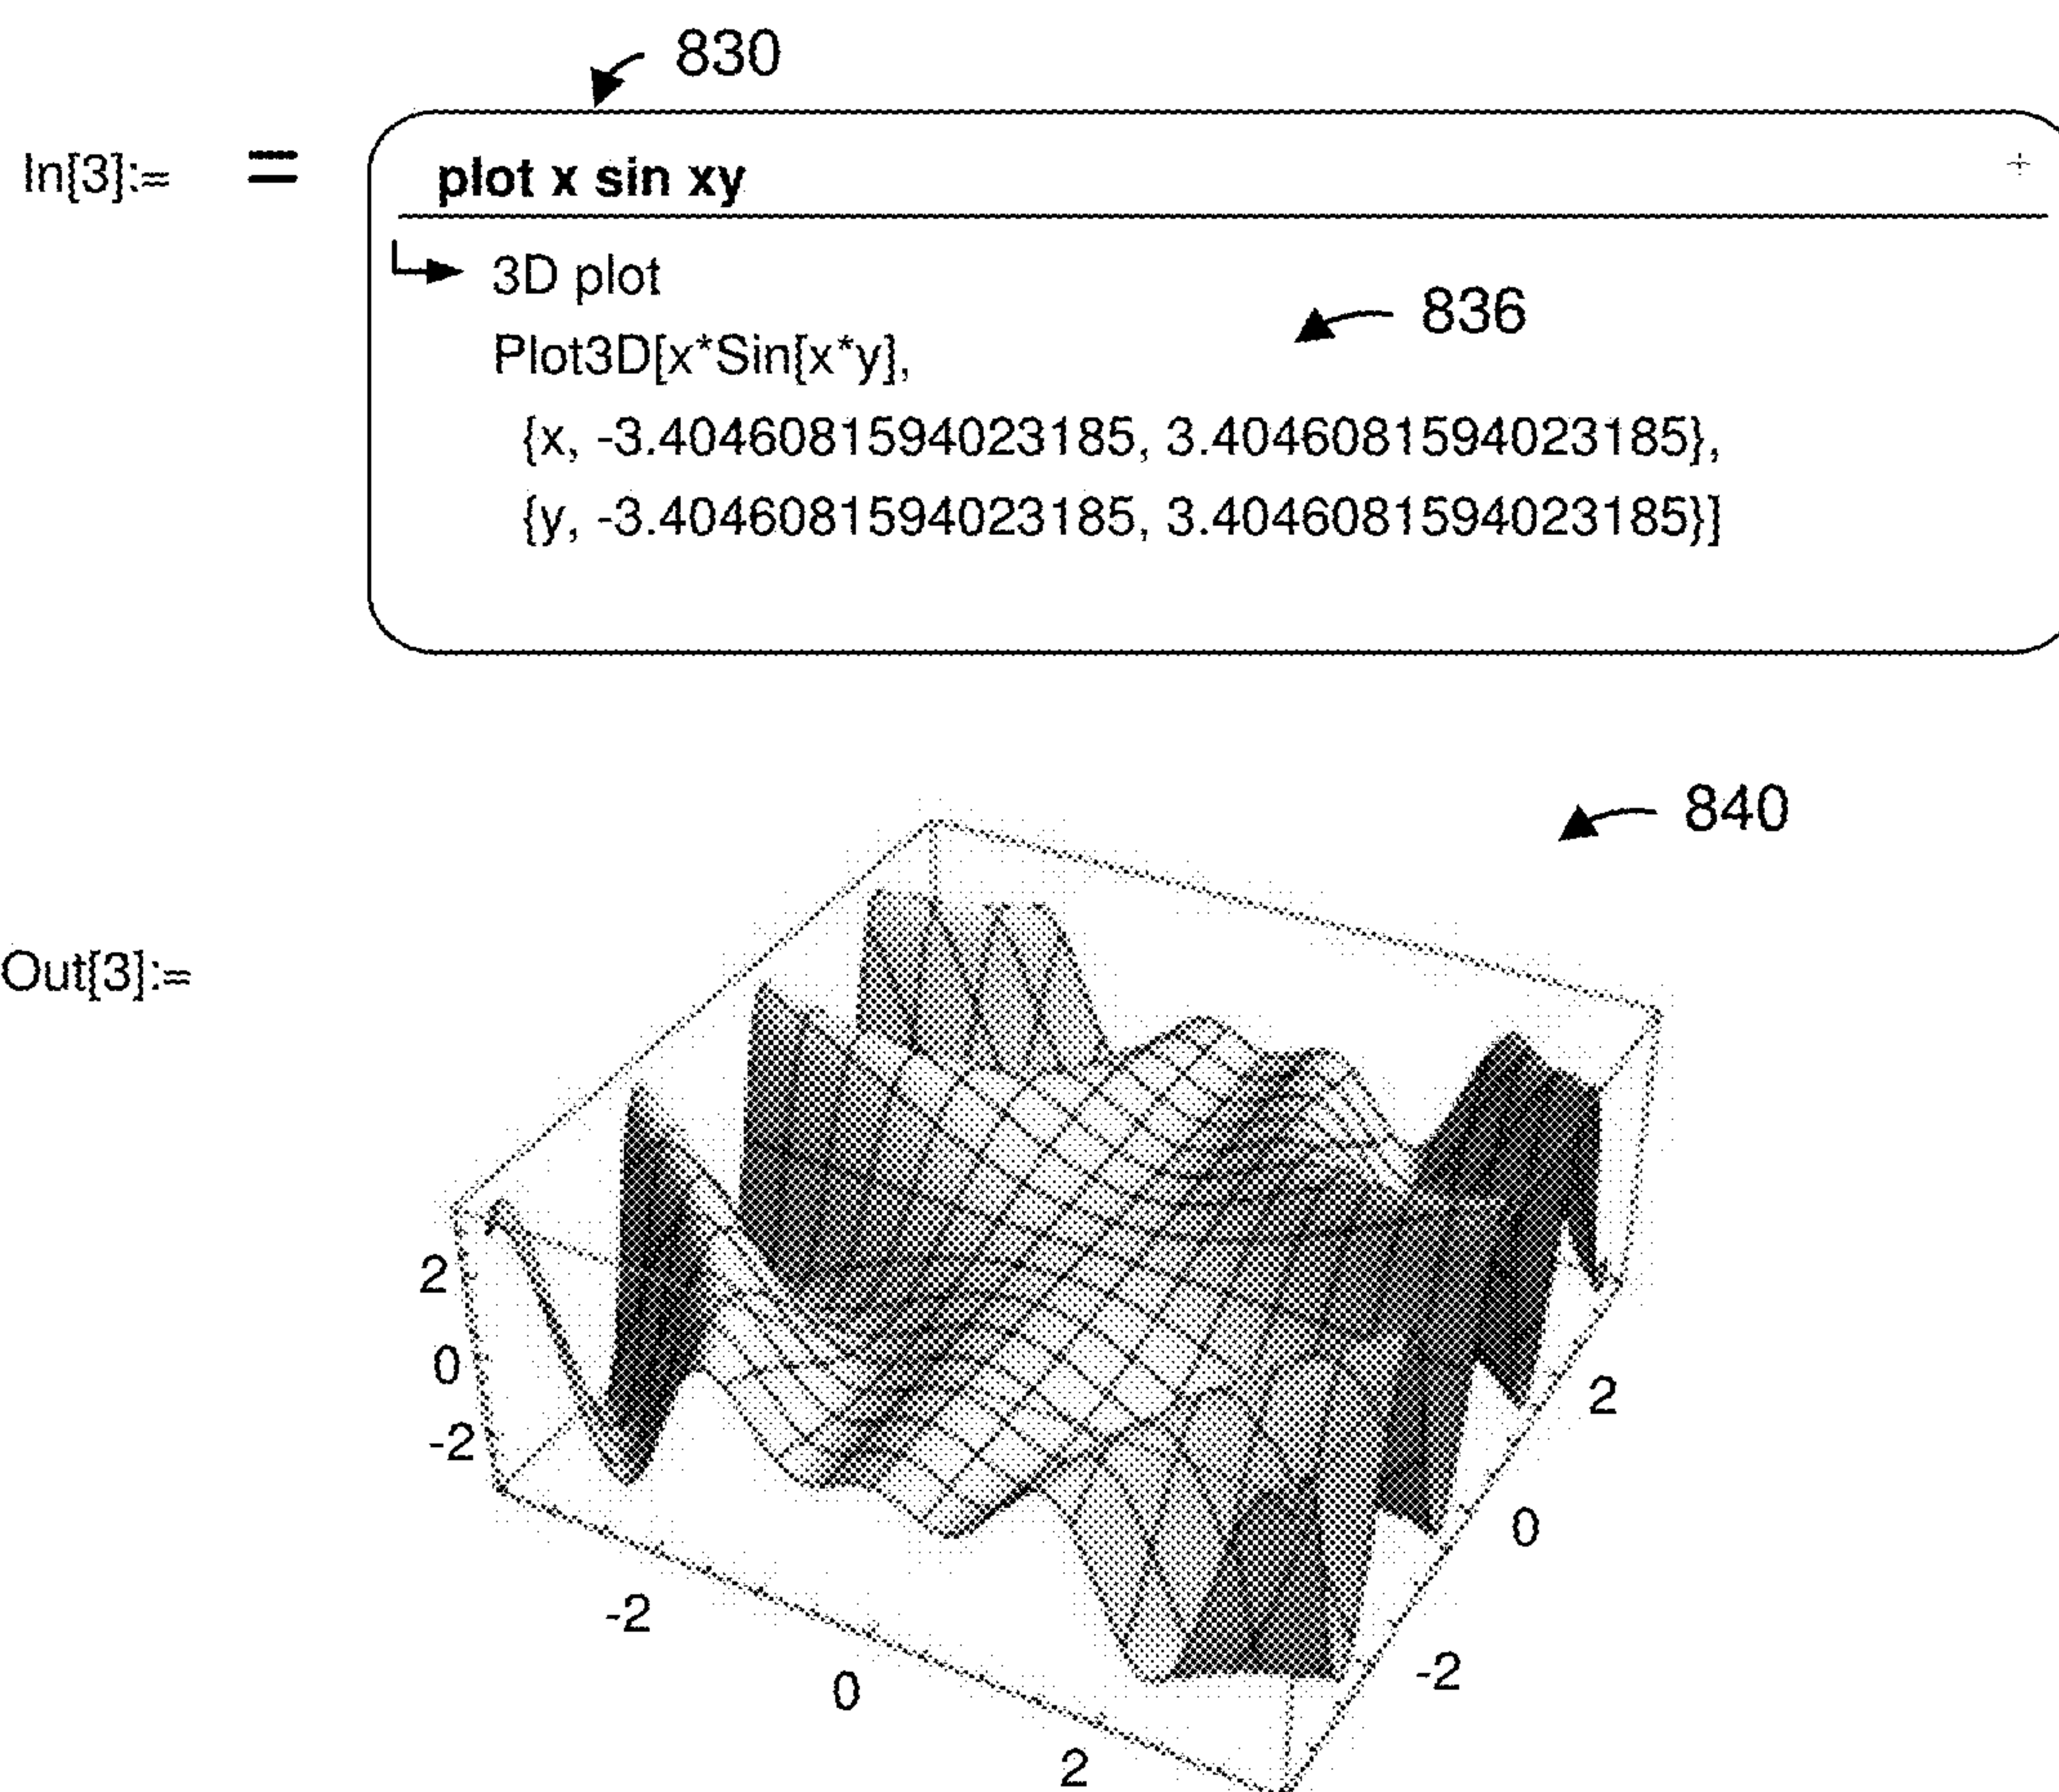 830
In[3]:= = plot x sin xy +
3D plot
836
Plot3D[x*Sin[x*y],
{x, -3.4046081594023185, 3.4046081594023185},
{y, -3.4046081594023185, 3.4046081594023185}]
840
Out[3]:=
2
0
-2
2
0
-2
-2
0
2